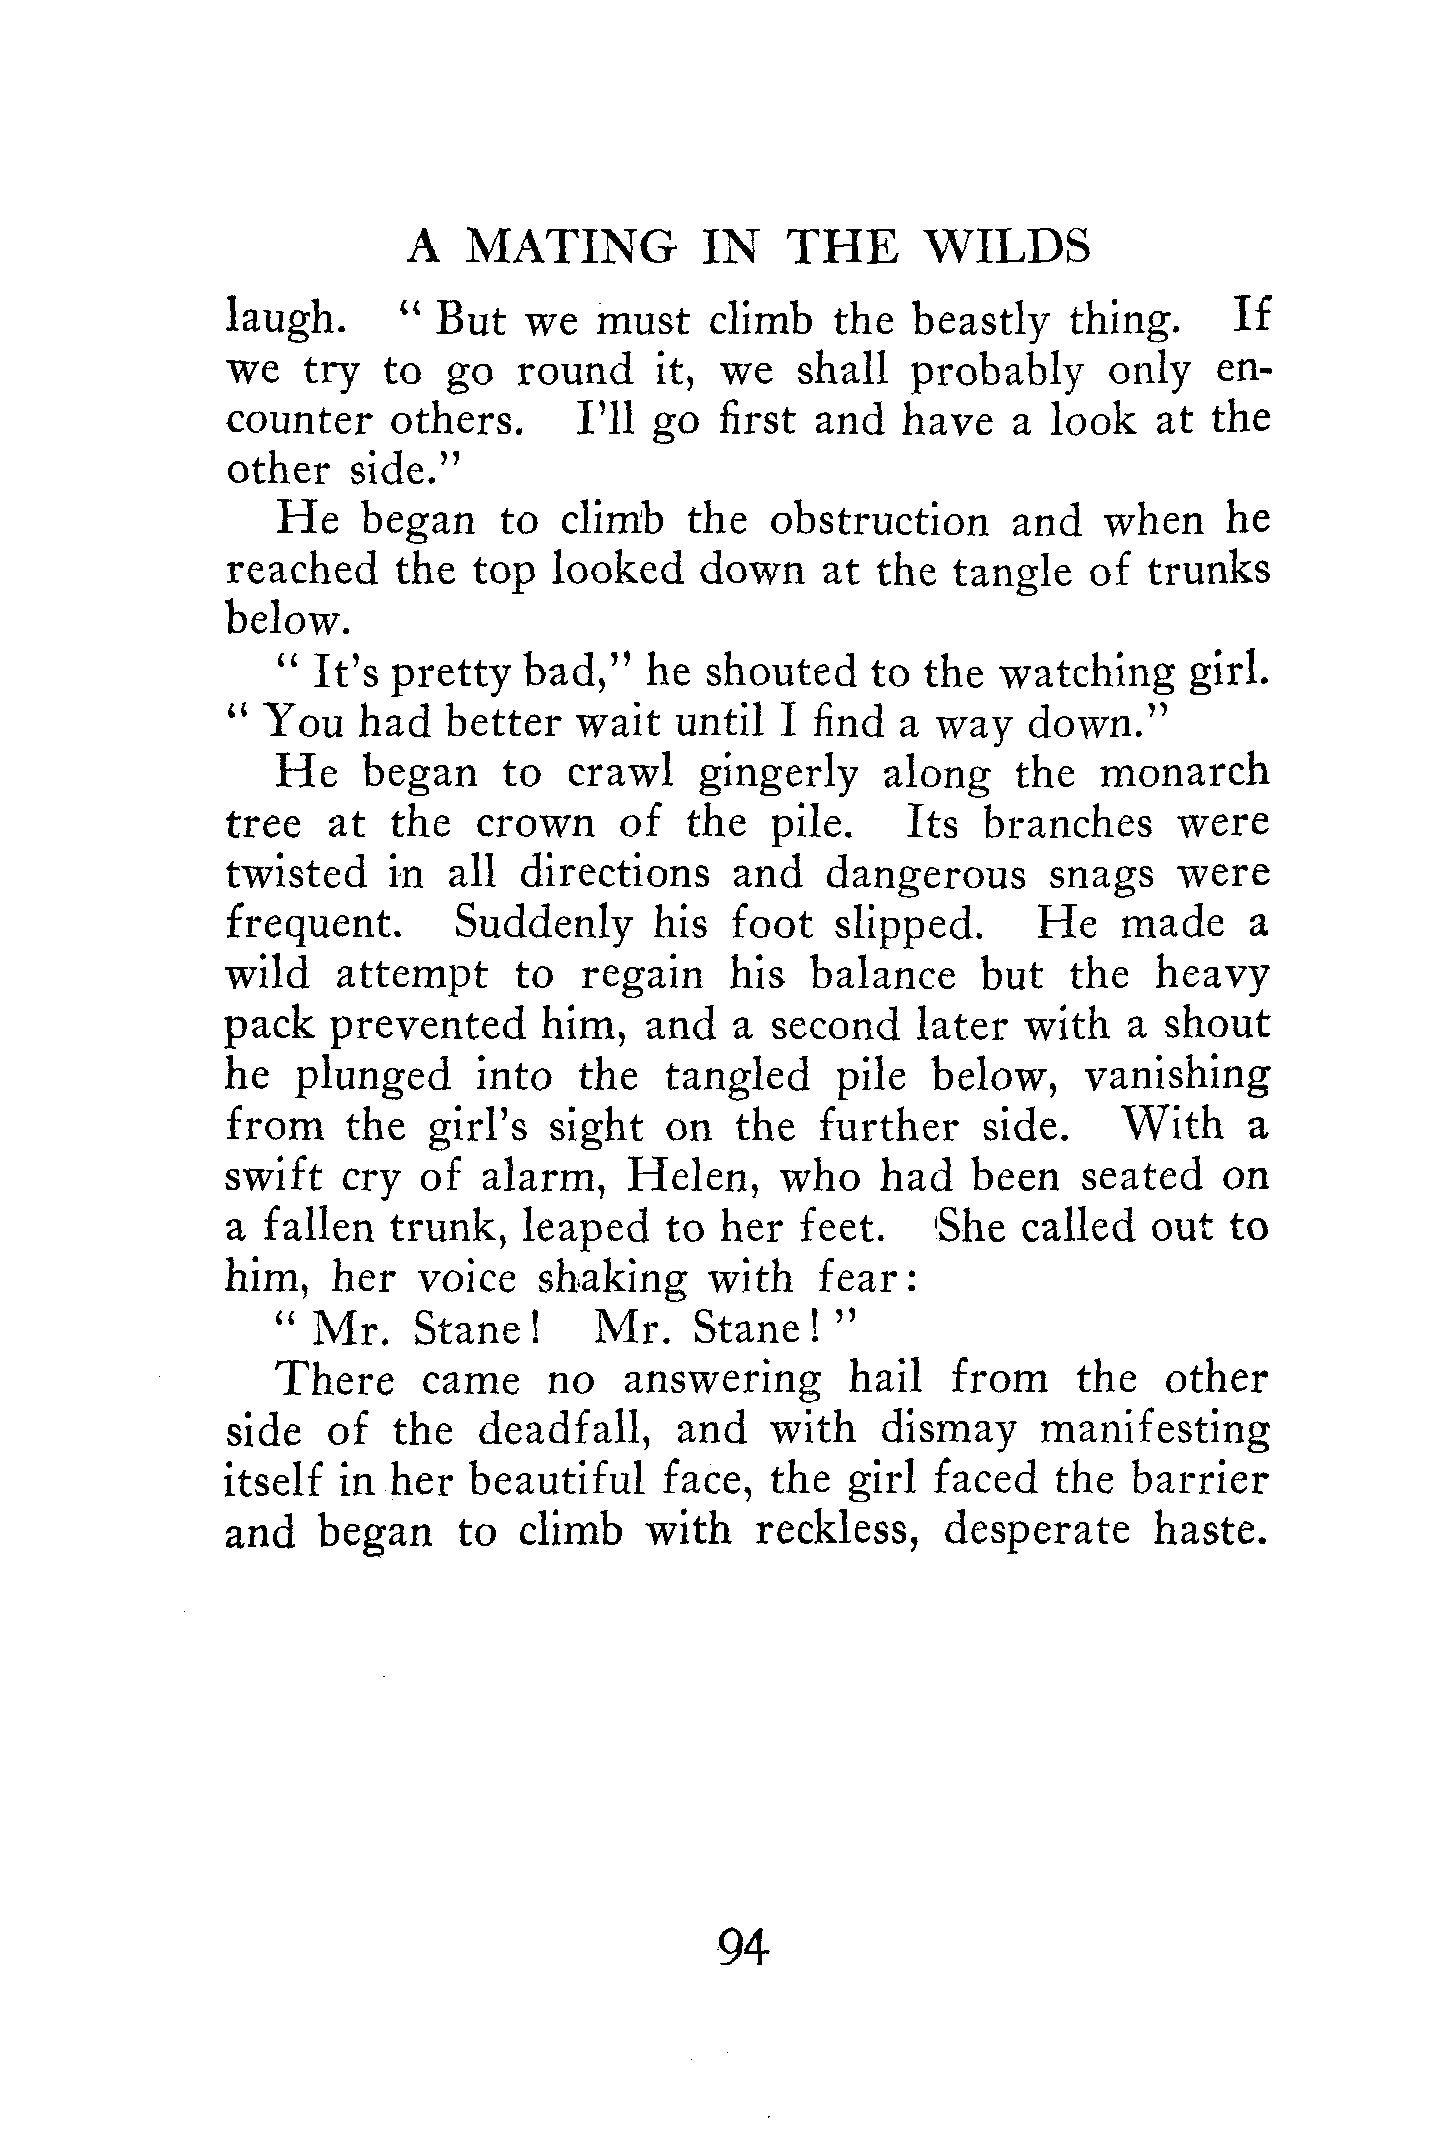 A MATING IN THE WILDS
laugh. “ But we must climb the beastly thing. If
we try to go round it, we shall probably only en-
counter others. I’ll go first and have a look at the
other side.”
He began to climb the obstruction and when he
reached the top looked down at the tangle of trunks
below.
“ It’s pretty bad,” he shouted to the watching girl.
“ You had better wait until I find a way down.”
He began to crawl gingerly along the monarch
tree at the crown of the pile. Its branches were
twisted in all directions and dangerous snags were
frequent. Suddenly his foot slipped. He made a
wild attempt to regain his balance but the heavy
pack prevented him, and a second later with a shout
he plunged into the tangled pile below, vanishing
from the girl’s sight on the further side. With a
swift cry of alarm, Helen, who had been seated on
a fallen trunk, leaped to her feet. She called out to
him, her voice shaking with fear:
“ Mr. Stane! Mr. Stane! ”
There came no answering hail from the other
side of the deadfall, and with dismay manifesting
itself in her beautiful face, the girl faced the barrier
and began to climb with reckless, desperate haste.
94